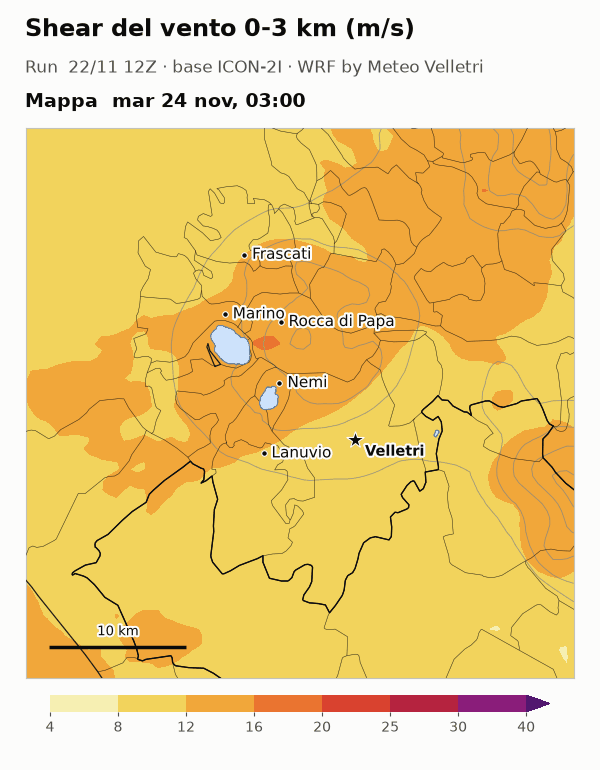 Shear del vento 0-3 km (m/s)
Run  22/11 12Z · base ICON-2I · WRF by Meteo Velletri
Mappa  mar 24 nov, 03:00
Frascati
Marino
Rocca di Papa
Nemi
Velletri
Lanuvio
10 km
4 8 12 16 20 25 30 40